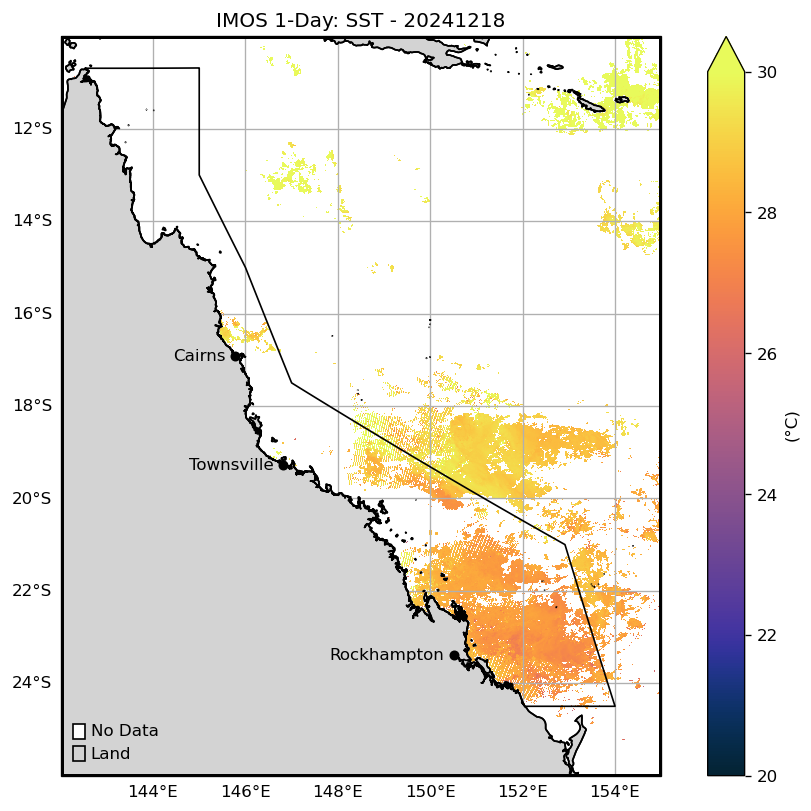 IMOS 1-Day: SST - 20241218
30
12°S
14°S
28
16°S
Cairns
26
18°S
(°C)
Townsville
20°S
24
22°S
22
Rockhampton
24°S
No Data
Land
20
144°E 146°E 148°E 150°E 152°E 154°E